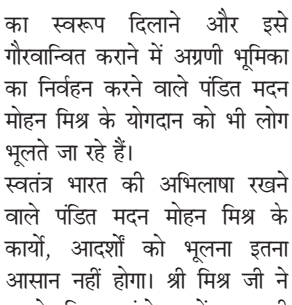 का स्वरूप दिलाने और इसे
गौरवान्वित कराने में अग्रणी भूमिका
का निर्वहन करने वाले पंडित मदन
मोहन मिश्र के योगदान को भी लोग
भूलते जा रहे हैं।
स्वतंत्र भारत की अभिलाषा रखने
वाले पंडित मदन मोहन मिश्र के
कार्यो, आदर्शों को भूलना इतना
आसान नहीं होगा। श्री मिश्र जी ने